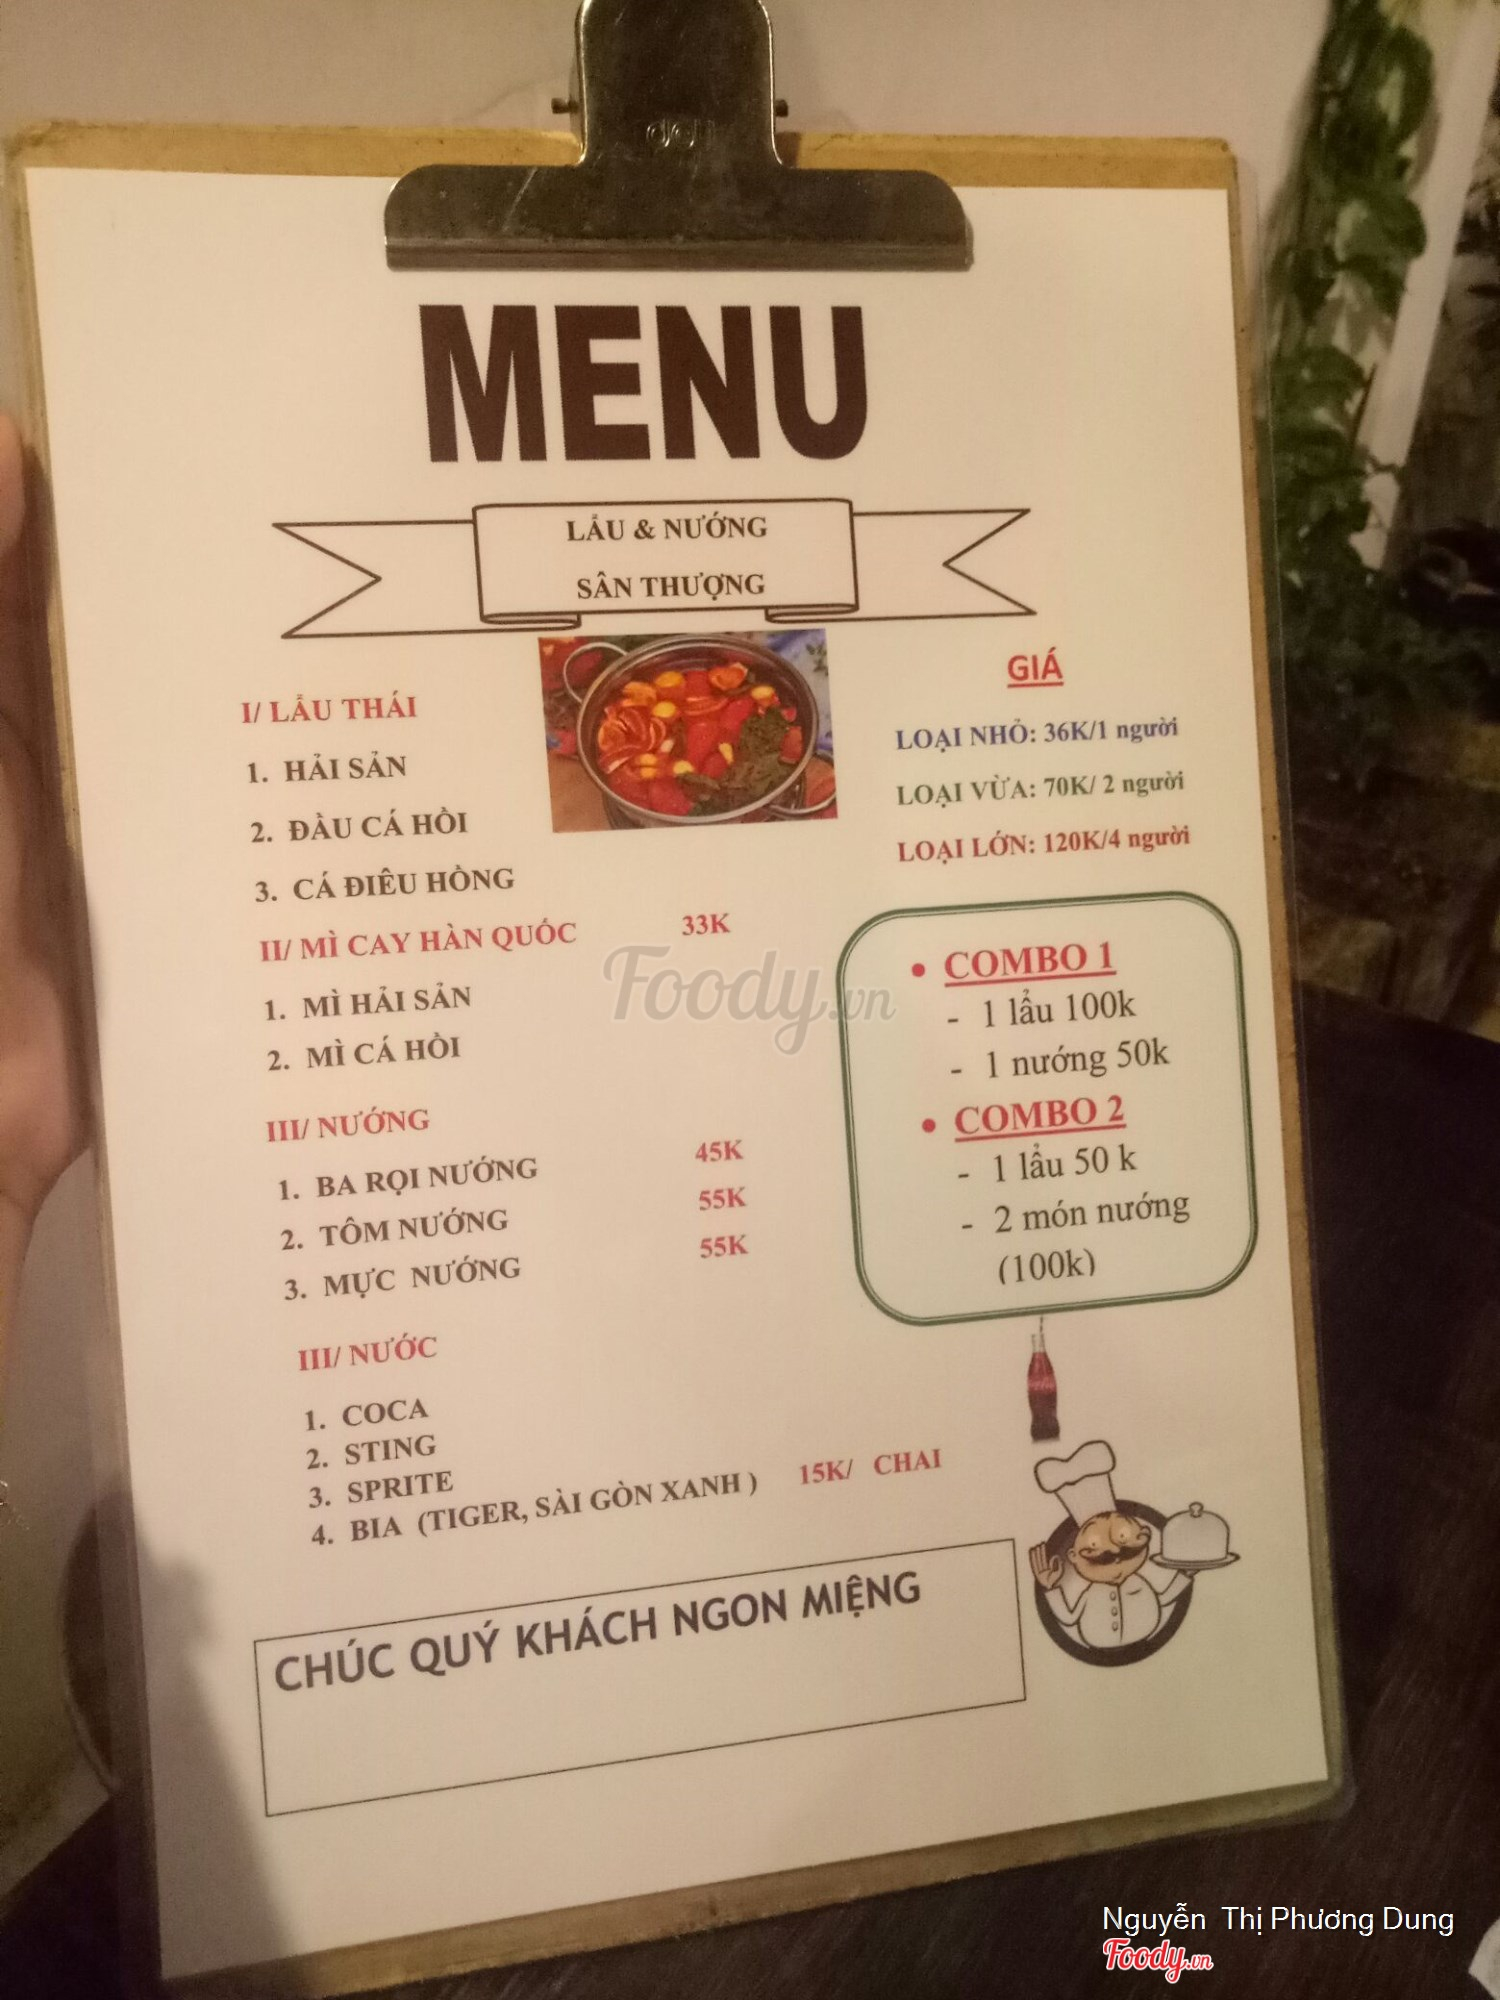 deli
MENU
LẨU & NƯỚNG
SÂN THƯỢNG
I/ LẨU THÁI
1. HẢI SẢN
2. ĐẦU CÁ HỒI
3. CÁ ĐIÊU HỒNG
GIÁ
LOẠI NHỎ: 36K/1 người
LOẠI VỪA: 70K/ 2 người
LOẠI LỚN: 120K/4 người
II/ MÌ CAY HÀN QUỐC 33K
1. MÌ HẢI SẢN
2. MÌ CÁ HỒI
• COMBO 1
- 1 lẩu 100k
- 1 nướng 50k
• COMBO 2
- 1 lẩu 50 k
- 2 món nướng
(100k)
III/ NƯỚNG
1. BA RỌI NƯỚNG 45K
2. TÔM NƯỚNG 55K
3. MỰC NƯỚNG 55K
III/ NƯỚC
1. COCA
2. STING
3. SPRITE
4. BIA (TIGER, SÀI GÒN XANH ) 15K/ CHAI
CHÚC QUÝ KHÁCH NGON MIỆNG
Foody.vn
Nguyễn Thị Phương Dung
Foody.vn